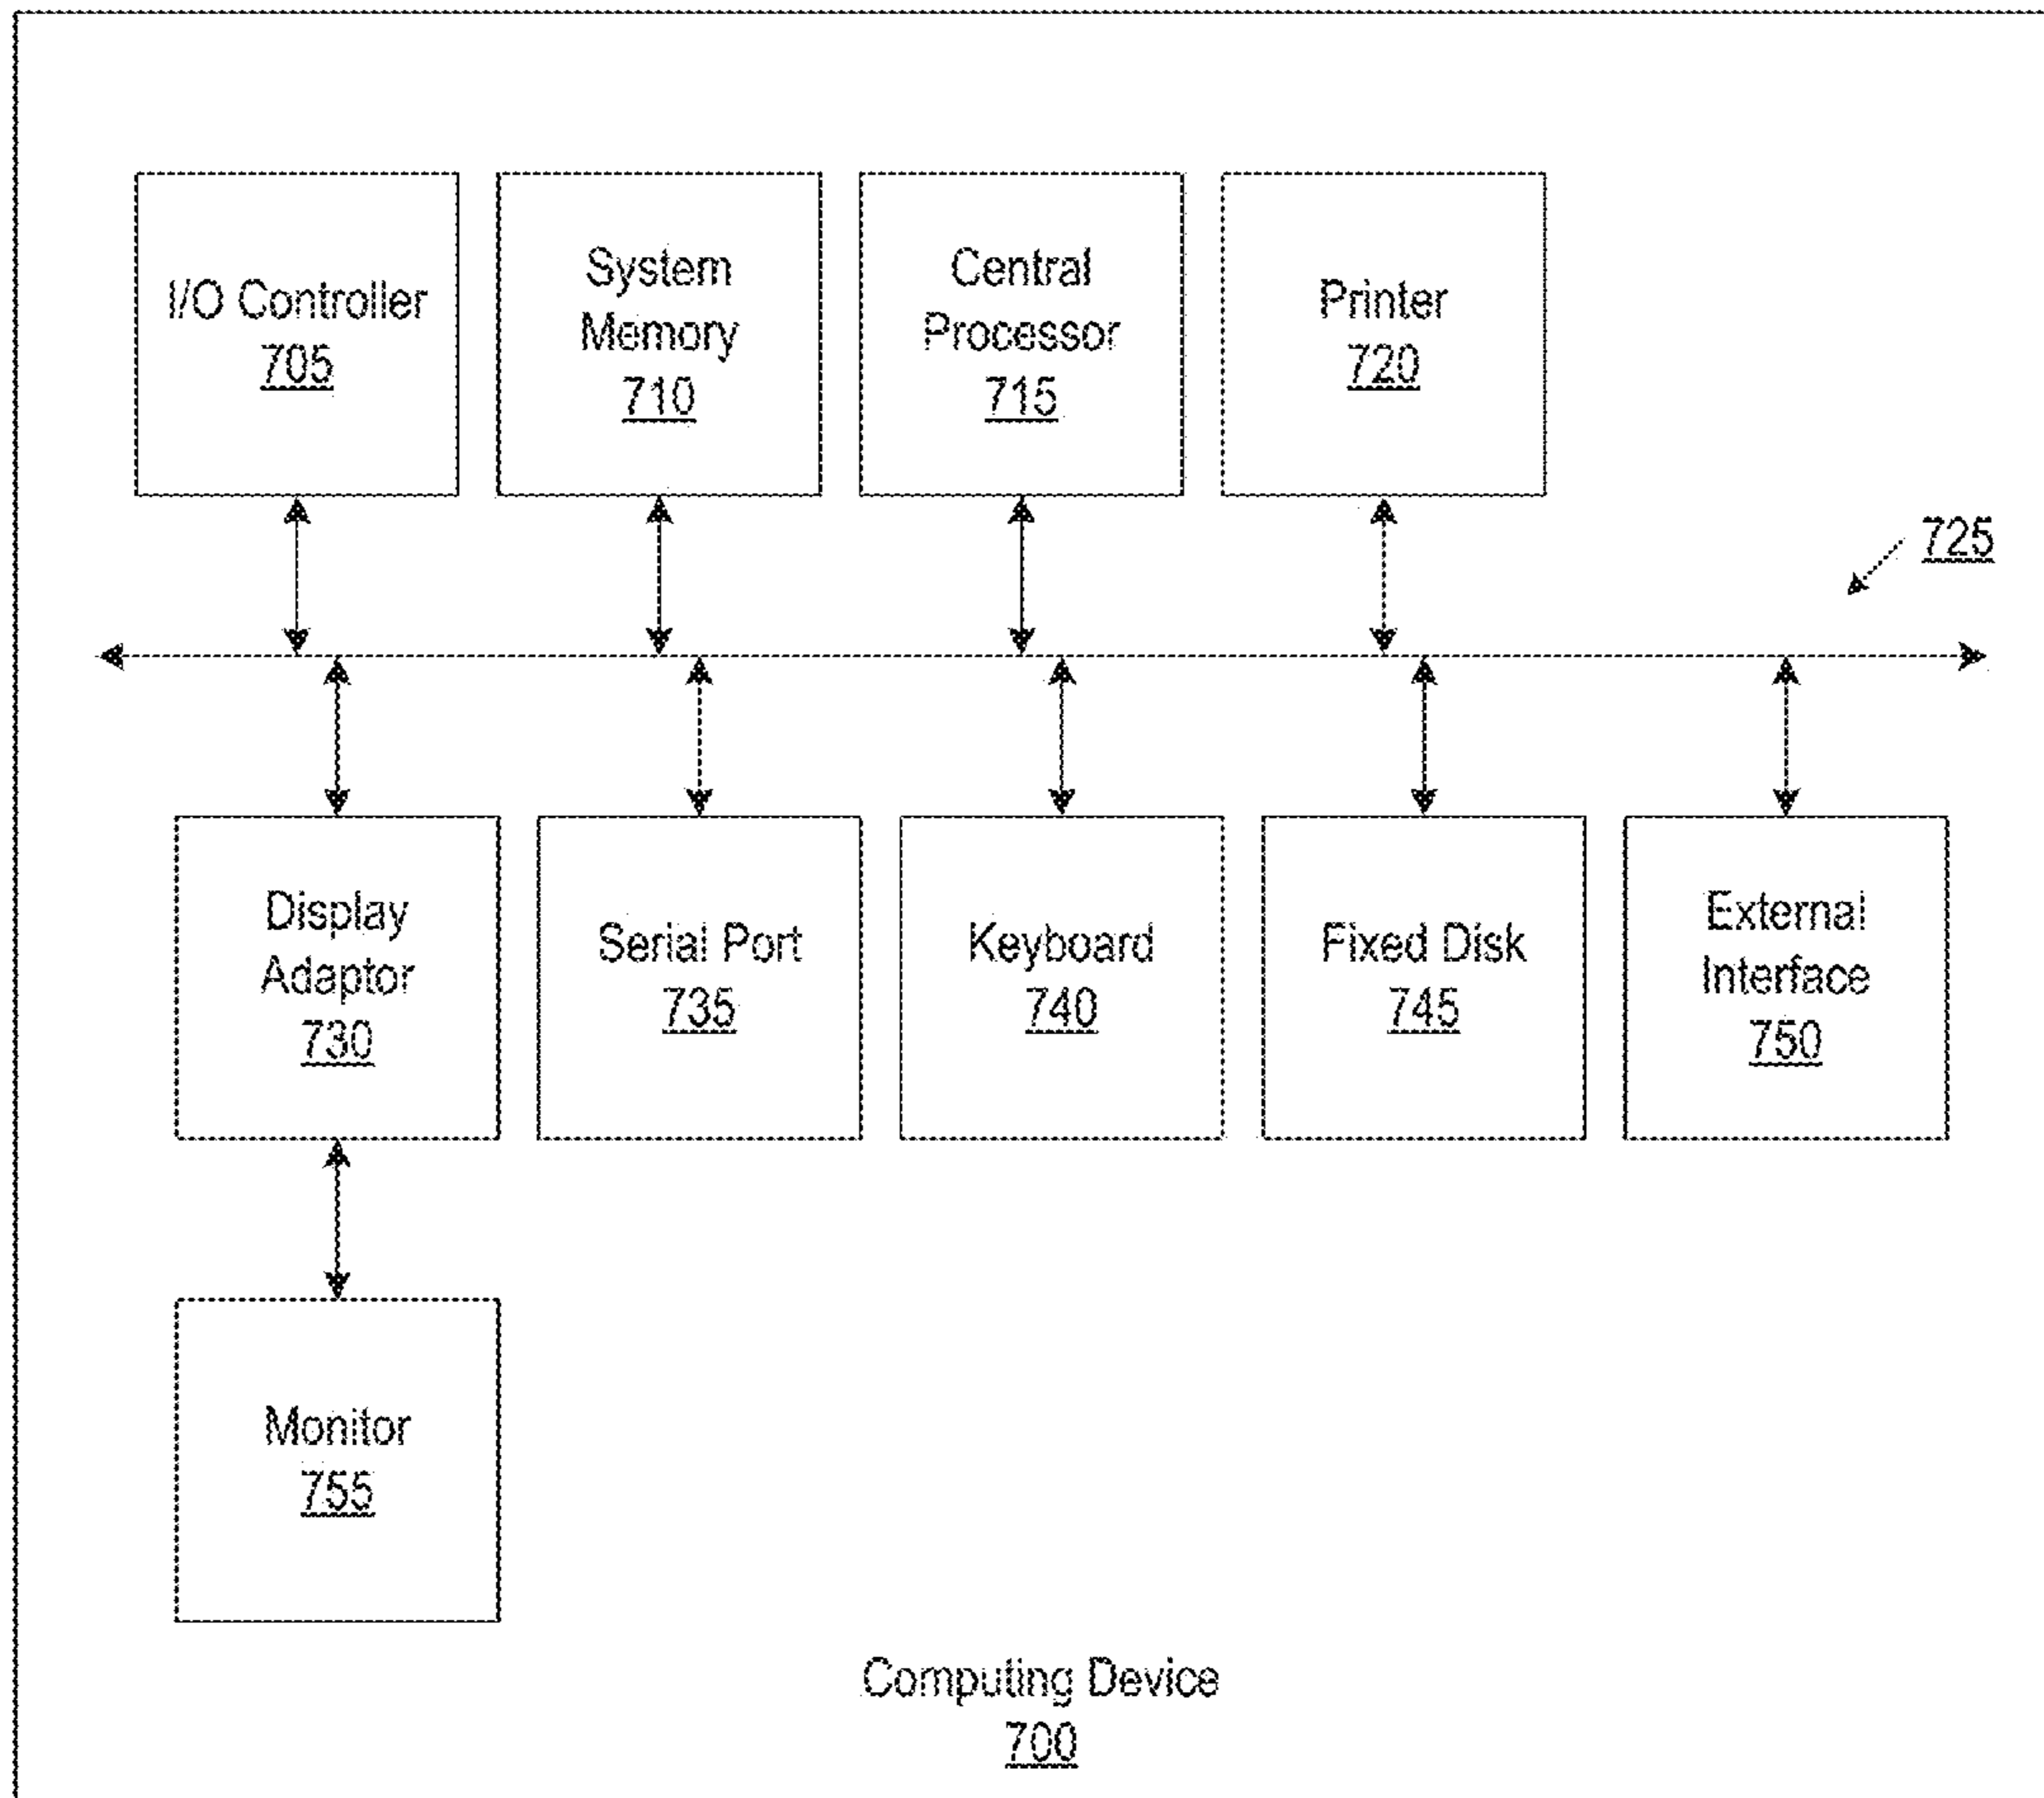 I/O Controller
705
System
Memory
710
Central
Processor
715
Printer
720
725
Display
Adaptor
730
Serial Port
735
Keyboard
740
Fixed Disk
745
External
Interface
750
Monitor
755
Computing Device
700